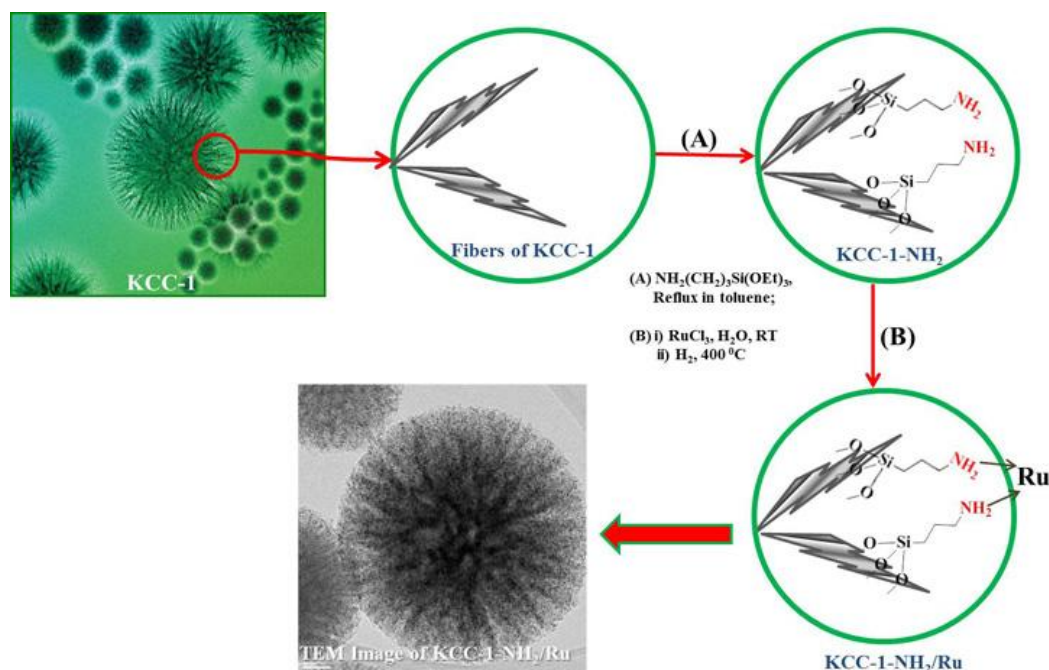 KCC-1
Fibers of KCC-1
(A)
O
Si
O
O
NH₂
NH₂
O
Si
O
O
KCC-1-NH₂
(A) NH₂(CH₂)₃Si(OEt)₃,
Reflux in toluene;
(B) i) RuCl₃, H₂O, RT
ii) H₂, 400 ⁰C
(B)
O
Si
O
O
NH₂
Ru
NH₂
O
Si
O
O
KCC-1-NH₂/Ru
TEM Image of KCC-1-NH₂/Ru